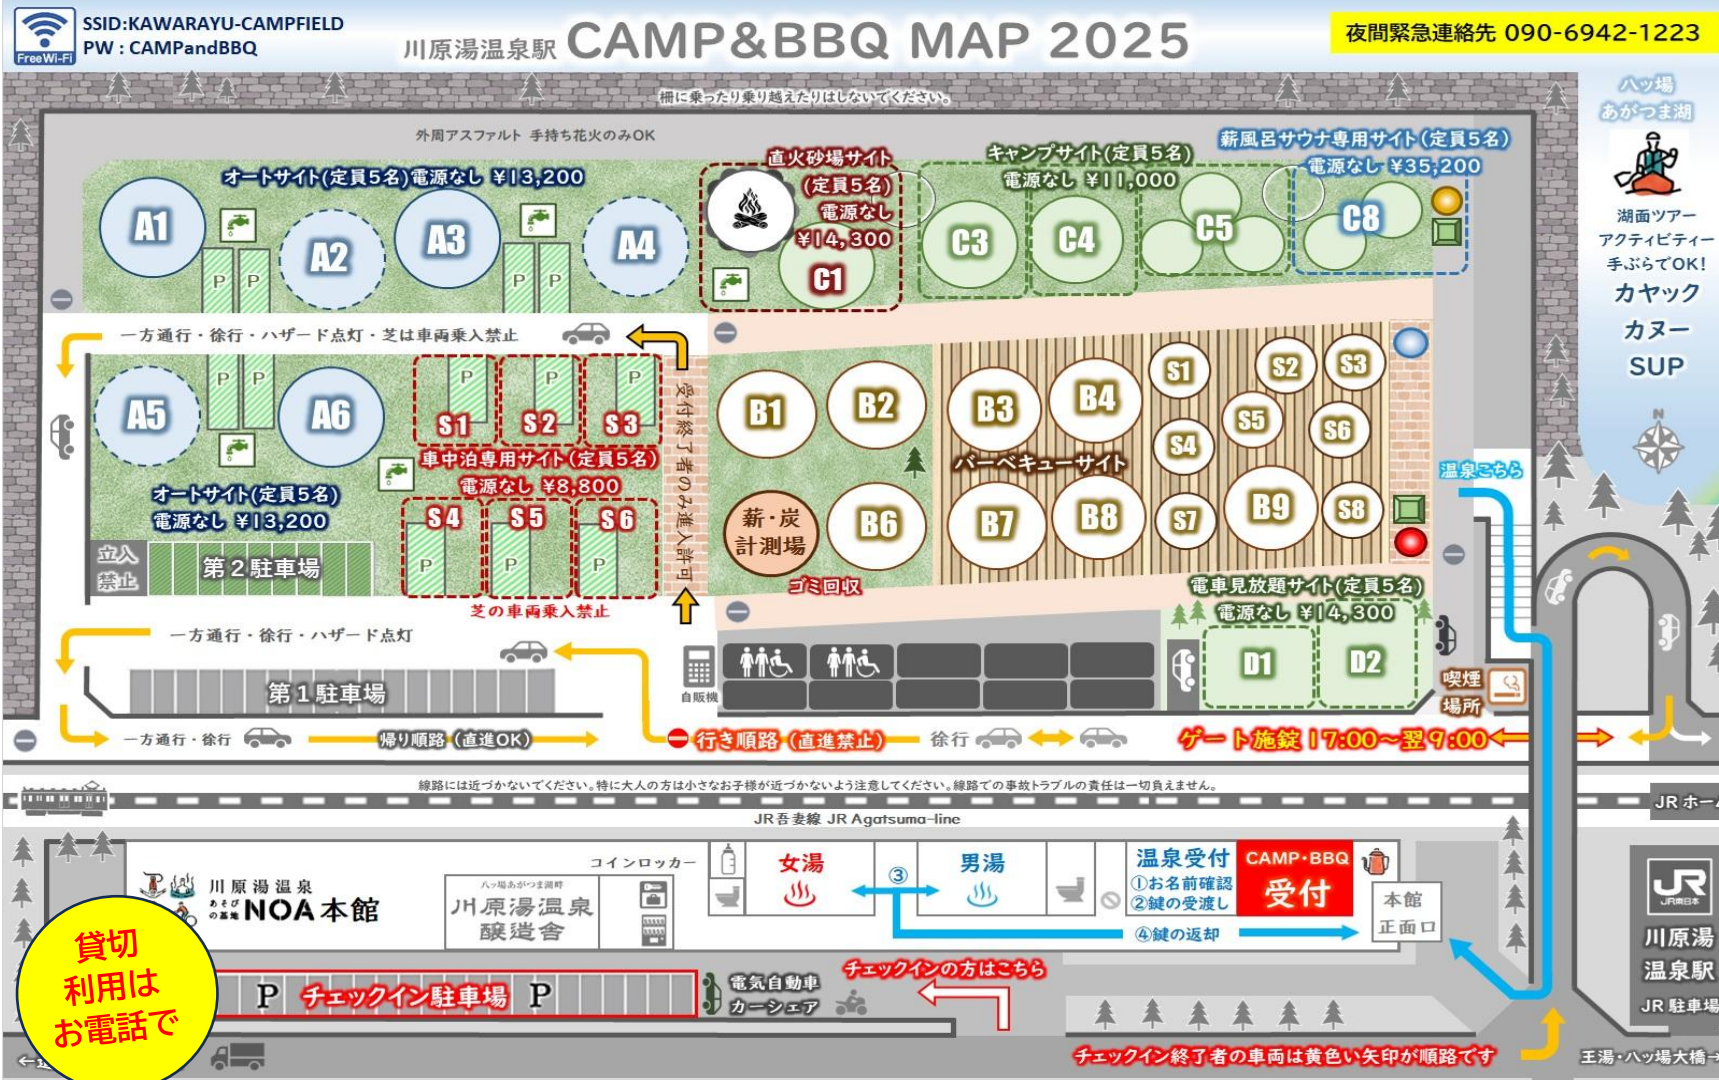 SSID:KAWARAYU-CAMPFIELD
PW : CAMPandBBQ
FreeWi-Fi
川原湯温泉駅 CAMP&BBQ MAP 2025
夜間緊急連絡先 090-6942-1223
柵に乗ったり乗り越えたりはしないでください。
外周アスファルト 手持ち花火のみOK
オートサイト(定員5名)電源なし ¥13,200
A1
A2
A3
A4
P P
P P
直火砂場サイト
(定員5名)
電源なし
¥14,300
C1
キャンプサイト(定員5名)
電源なし ¥11,000
C3
C4
C5
薪風呂サウナ専用サイト(定員5名)
電源なし ¥35,200
C8
八ッ場
あがつま湖
湖面ツアー
アクティビティー
手ぶらでOK!
カヤック
カヌー
SUP
N
一方通行・徐行・ハザード点灯・芝は車両乗入禁止
A5
P P
A6
P
P
P
S1
S2
S3
車中泊専用サイト(定員5名)
電源なし ¥8,800
オートサイト(定員5名)
電源なし ¥13,200
S4
S5
S6
P
P
P
立入
禁止
第2駐車場
芝の車両乗入禁止
受付終了者のみ進入許可
B1
B2
B3
B4
S1
S2
S3
S4
S5
S6
バーベキューサイト
薪・炭
計測場
B6
B7
B8
S7
B9
S8
ゴミ回収
温泉こちら
電車見放題サイト(定員5名)
電源なし ¥14,300
D1
D2
一方通行・徐行・ハザード点灯
第1駐車場
自販機
喫煙
場所
一方通行・徐行
帰り順路(直進OK)
行き順路(直進禁止)
徐行
ゲート施錠17:00～翌9:00
線路には近づかないでください。特に大人の方は小さなお子様が近づかないよう注意してください。線路での事故トラブルの責任は一切負えません。
JR吾妻線 JR Agatsuma-line
JR ホーム
川原湯温泉
あそび
の基地 NOA本館
コインロッカー
八ッ場あがつま湖畔
川原湯温泉
醸造舎
女湯
③
男湯
温泉受付
①お名前確認
②鍵の受渡し
CAMP・BBQ
受付
④鍵の返却
本館
正面口
JR
JR東日本
川原湯
温泉駅
JR 駐車場
貸切
利用は
お電話で
P チェックイン駐車場 P
電気自動車
カーシェア
チェックインの方はこちら
チェックイン終了者の車両は黄色い矢印が順路です
王湯・八ッ場大橋→